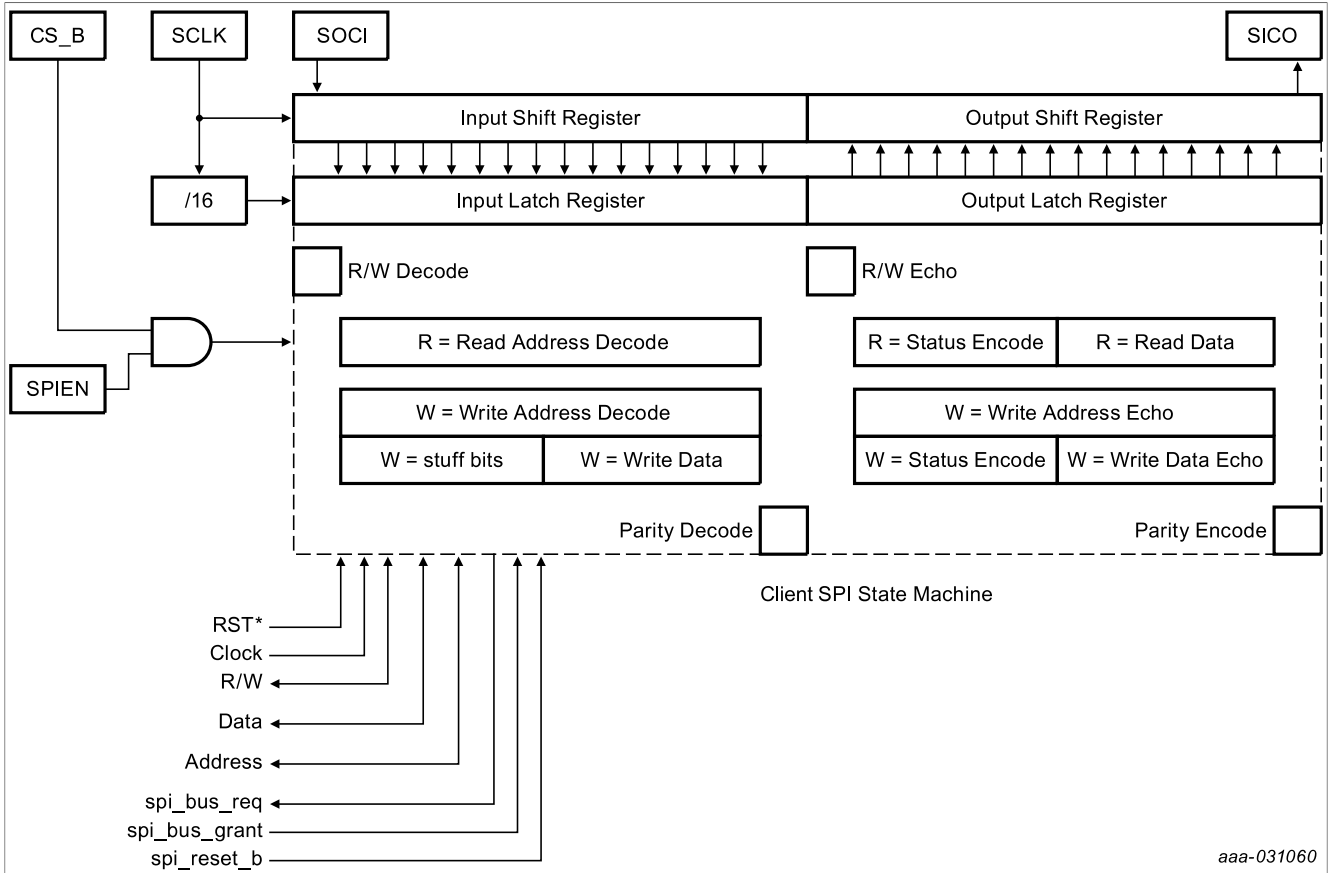 CS_B SCLK SOCI SICO
Input Shift Register Output Shift Register
/16 Input Latch Register Output Latch Register
R/W Decode R/W Echo
R = Read Address Decode R = Status Encode R = Read Data
SPIEN
W = Write Address Decode W = Write Address Echo
W = stuff bits W = Write Data W = Status Encode W = Write Data Echo
Parity Decode Parity Encode
Client SPI State Machine
RST*
Clock
R/W
Data
Address
spi_bus_req
spi_bus_grant
spi_reset_b
aaa-031060